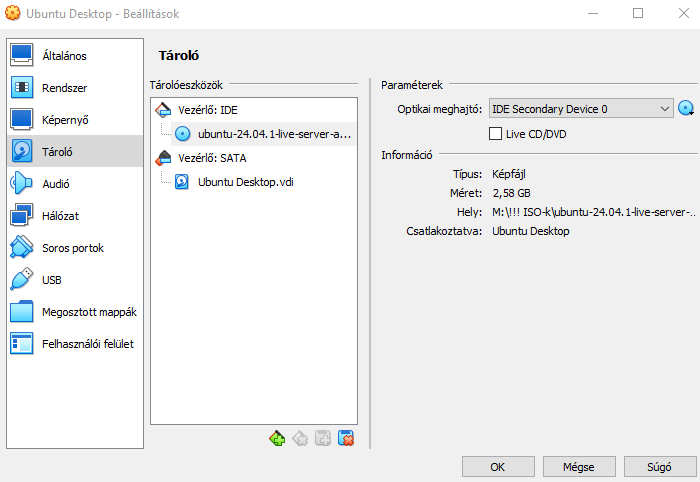 Ubuntu Desktop - Beállítások
Általános
Rendszer
Képernyő
Tároló
Audió
Hálózat
Soros portok
USB
Megosztott mappák
Felhasználói felület
Tároló
Tárolóeszközök
Vezérlő: IDE
ubuntu-24.04.1-live-server-a...
Vezérlő: SATA
Ubuntu Desktop.vdi
Paraméterek
Optikai meghajtó: IDE Secondary Device 0
Live CD/DVD
Információ
Típus: Képfájl
Méret: 2,58 GB
Hely: M:\!!! ISO-k\ubuntu-24.04.1-live-server-..
Csatlakoztatva: Ubuntu Desktop
OK Mégse Súgó